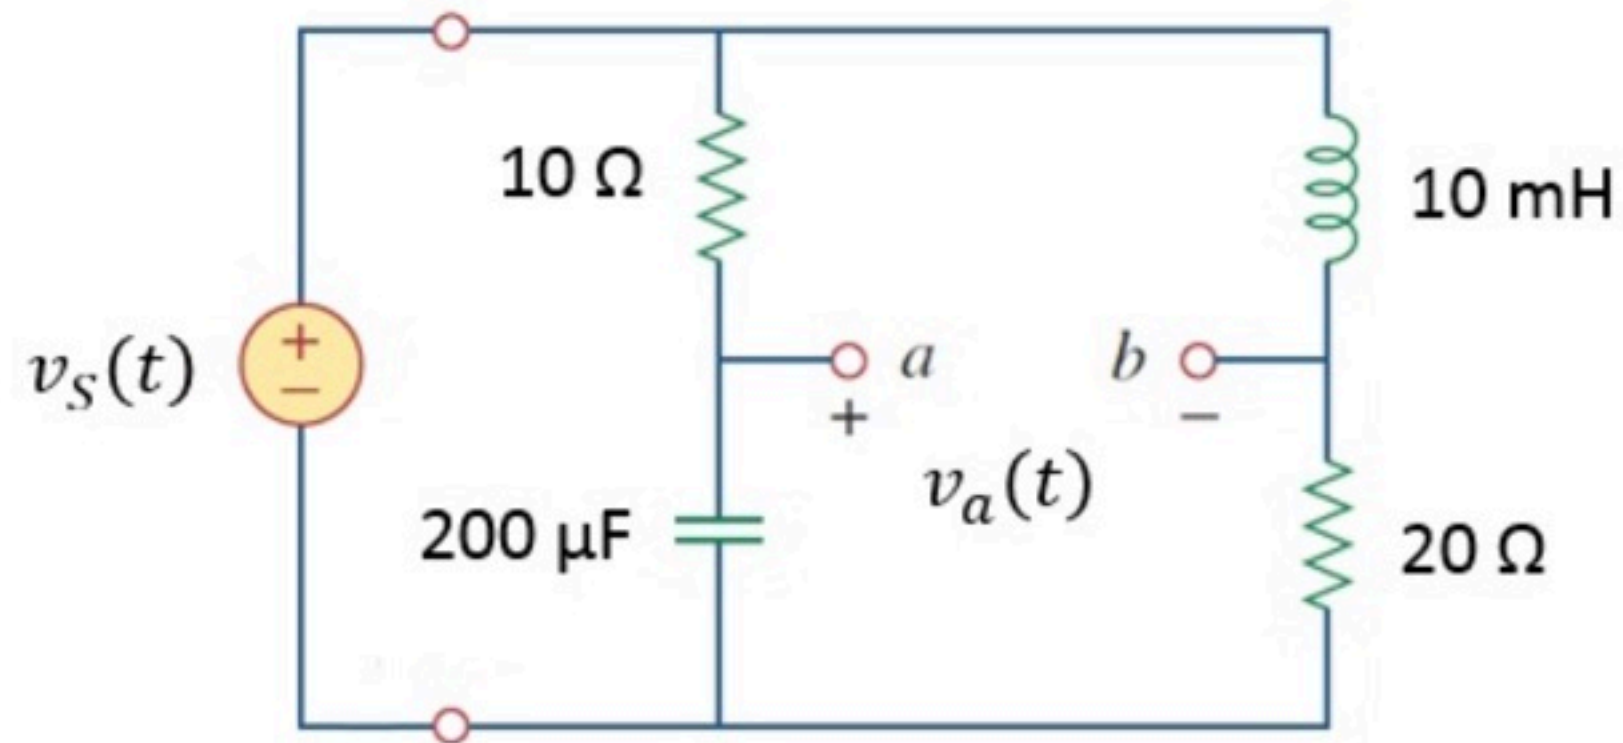 10 Ω
10 mH
v_S(t)
+
−
a
b
+
−
v_a(t)
200 µF
20 Ω